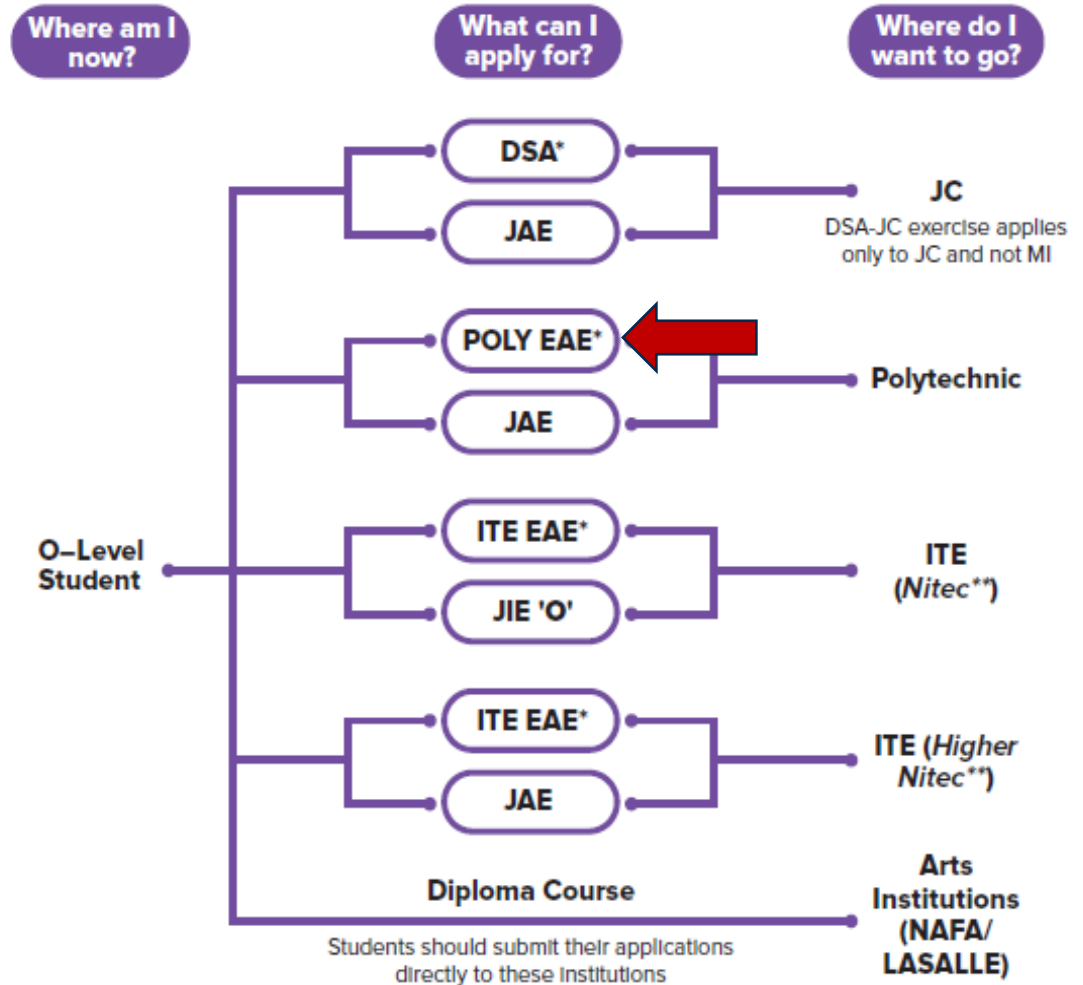 Where am I
now?
What can I
apply for?
Where do I
want to go?
DSA*
JAE
JC
DSA-JC exercise applies
only to JC and not MI
POLY EAE*
JAE
Polytechnic
O–Level
Student
ITE EAE*
JIE 'O'
ITE
(Nitec**)
ITE EAE*
JAE
ITE (Higher
Nitec**)
Diploma Course
Students should submit their applications
directly to these institutions
Arts
Institutions
(NAFA/
LASALLE)